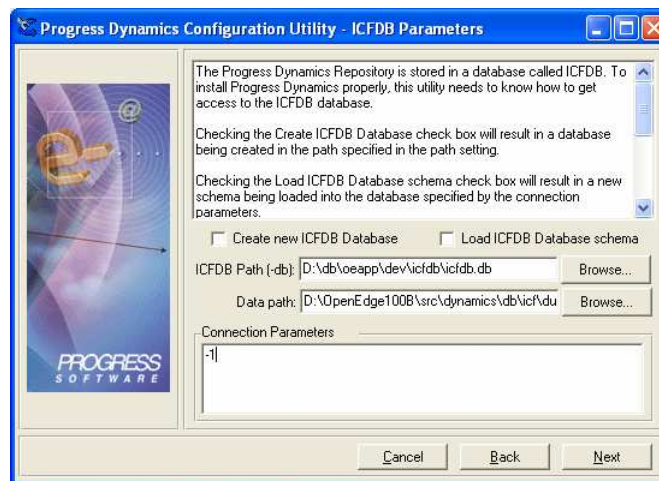 Progress Dynamics Configuration Utility - ICFDB Parameters
The Progress Dynamics Repository is stored in a database called ICFDB. To
install Progress Dynamics properly, this utility needs to know how to get
access to the ICFDB database.
Checking the Create ICFDB Database check box will result in a database
being created in the path specified in the path setting.
Checking the Load ICFDB Database schema check box will result in a new
schema being loaded into the database specified by the connection
parameters.
@
e-
Create new ICFDB Database Load ICFDB Database schema
ICFDB Path (-db): D:\db\oeapp\dev\icfdb\icfdb.db Browse...
Data path: D:\OpenEdge100B\src\dynamics\db\icf\du Browse...
Connection Parameters
-1
PROGRESS
SOFTWARE
Cancel Back Next